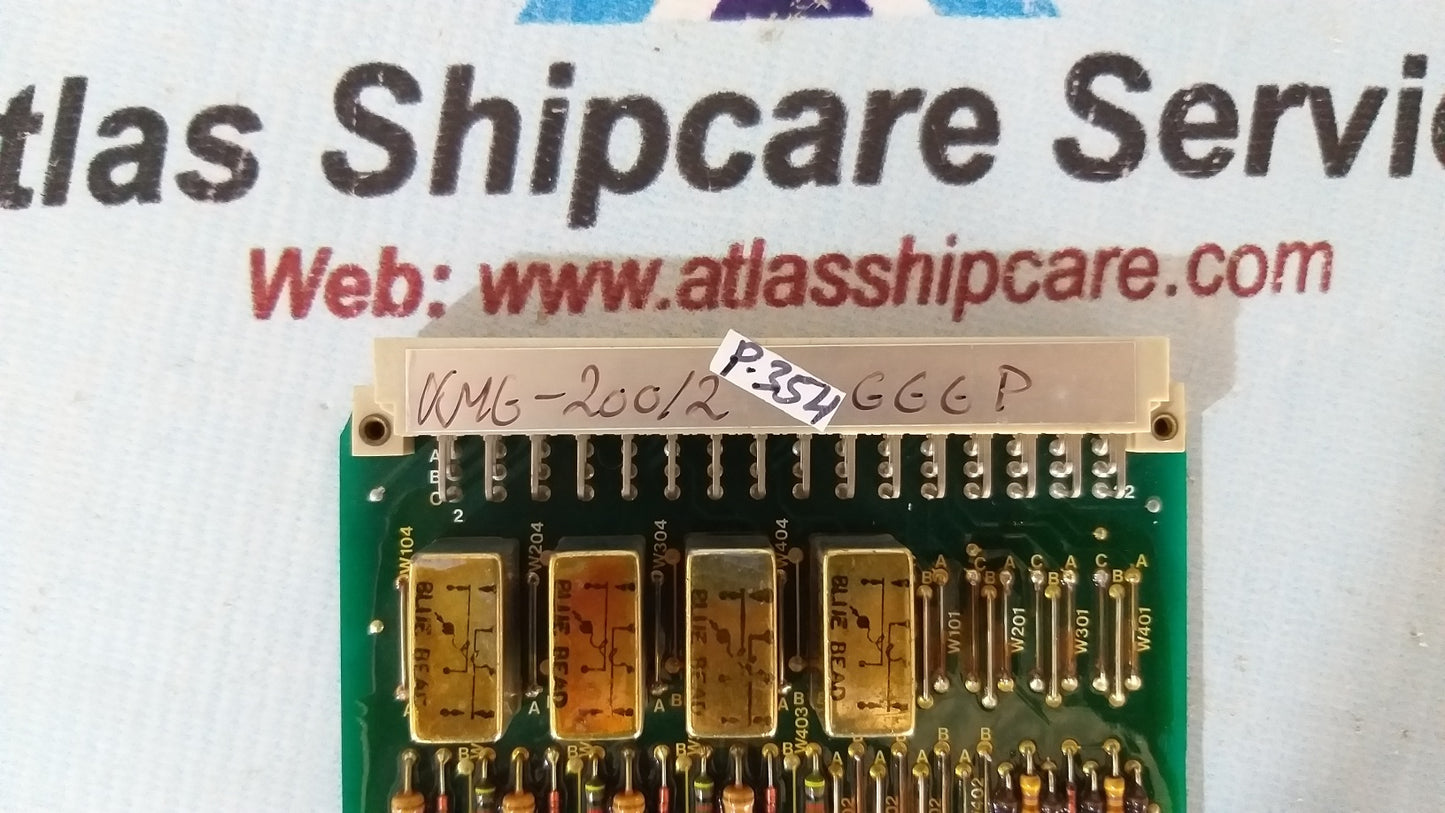 tlas Shipcare Servi
Web: www.atlasshipcare.com
KMG-200/2 P.354 GGGP
A
B
C
2
W104
W204
W304
W404
BLUE BEAD
BLUE BEAD
BLUE BEAD
BLUE BEAD
A A C B A C B A C B A
W101
W201
W301
W401
A A B A B A B
B B B B W403 B B B B
A A A A